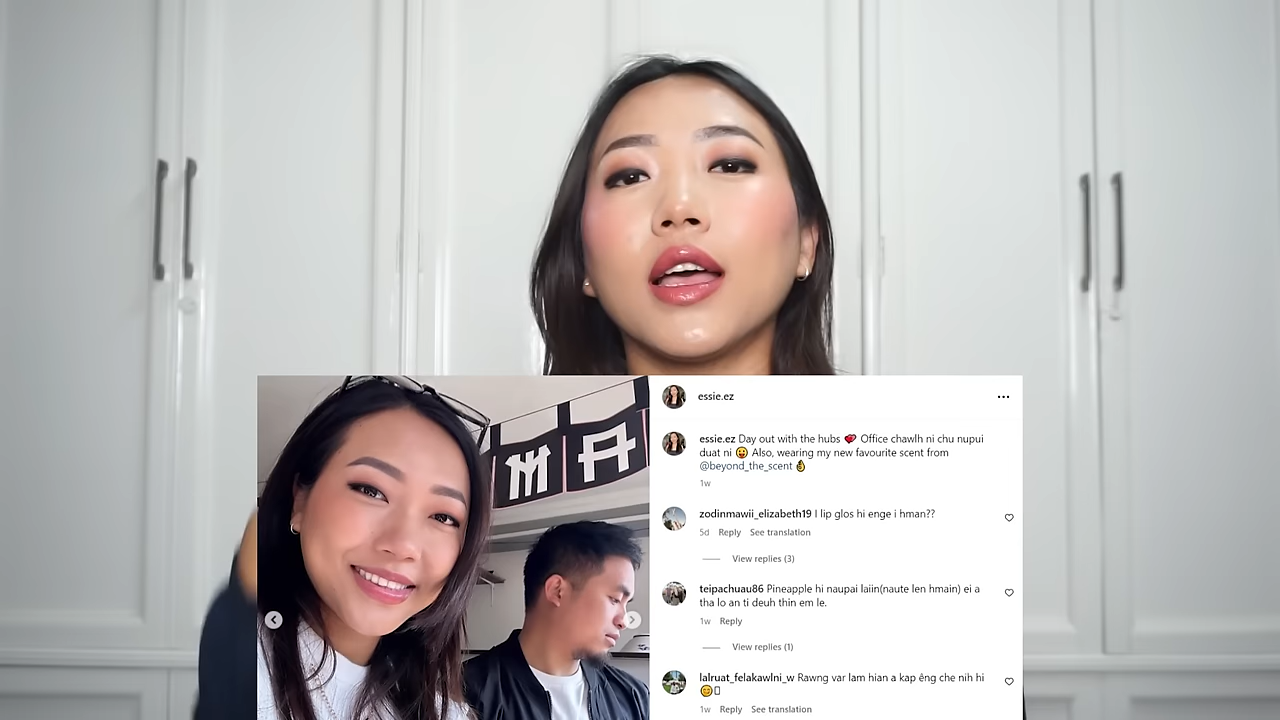 MA
essie.ez
essie.ez Day out with the hubs 💕 Office chawlh ni chu nupui
duat ni 😛 Also, wearing my new favourite scent from
@beyond_the_scent 👌
1w
zodinmawii_elizabeth19 I lip glos hi enge i hman??
5d Reply See translation
View replies (3)
teipachuau86 Pineapple hi naupai laiin(naute len hmain) ei a
tha lo an ti deuh thin em le.
1w Reply
View replies (1)
lalruat_felakawlni_w Rawng var lam hian a kap êng che nih hi
😊
1w Reply See translation